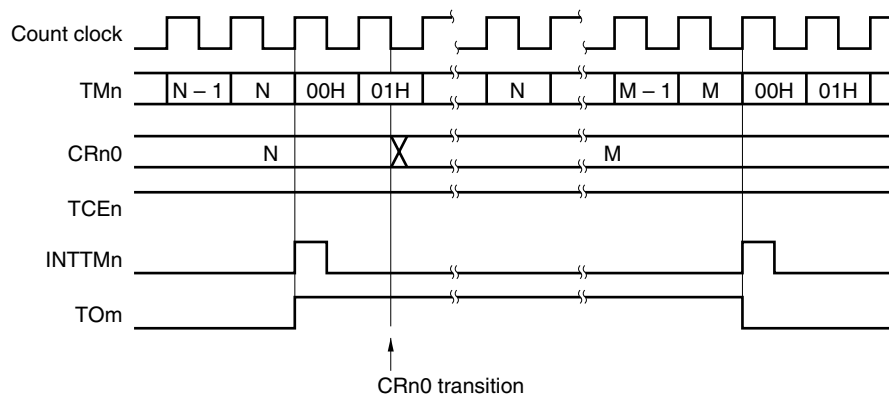 Count clock
TMn N – 1 N 00H 01H N M – 1 M 00H 01H
CRn0 N M
TCEn
INTTMn
TOm
CRn0 transition